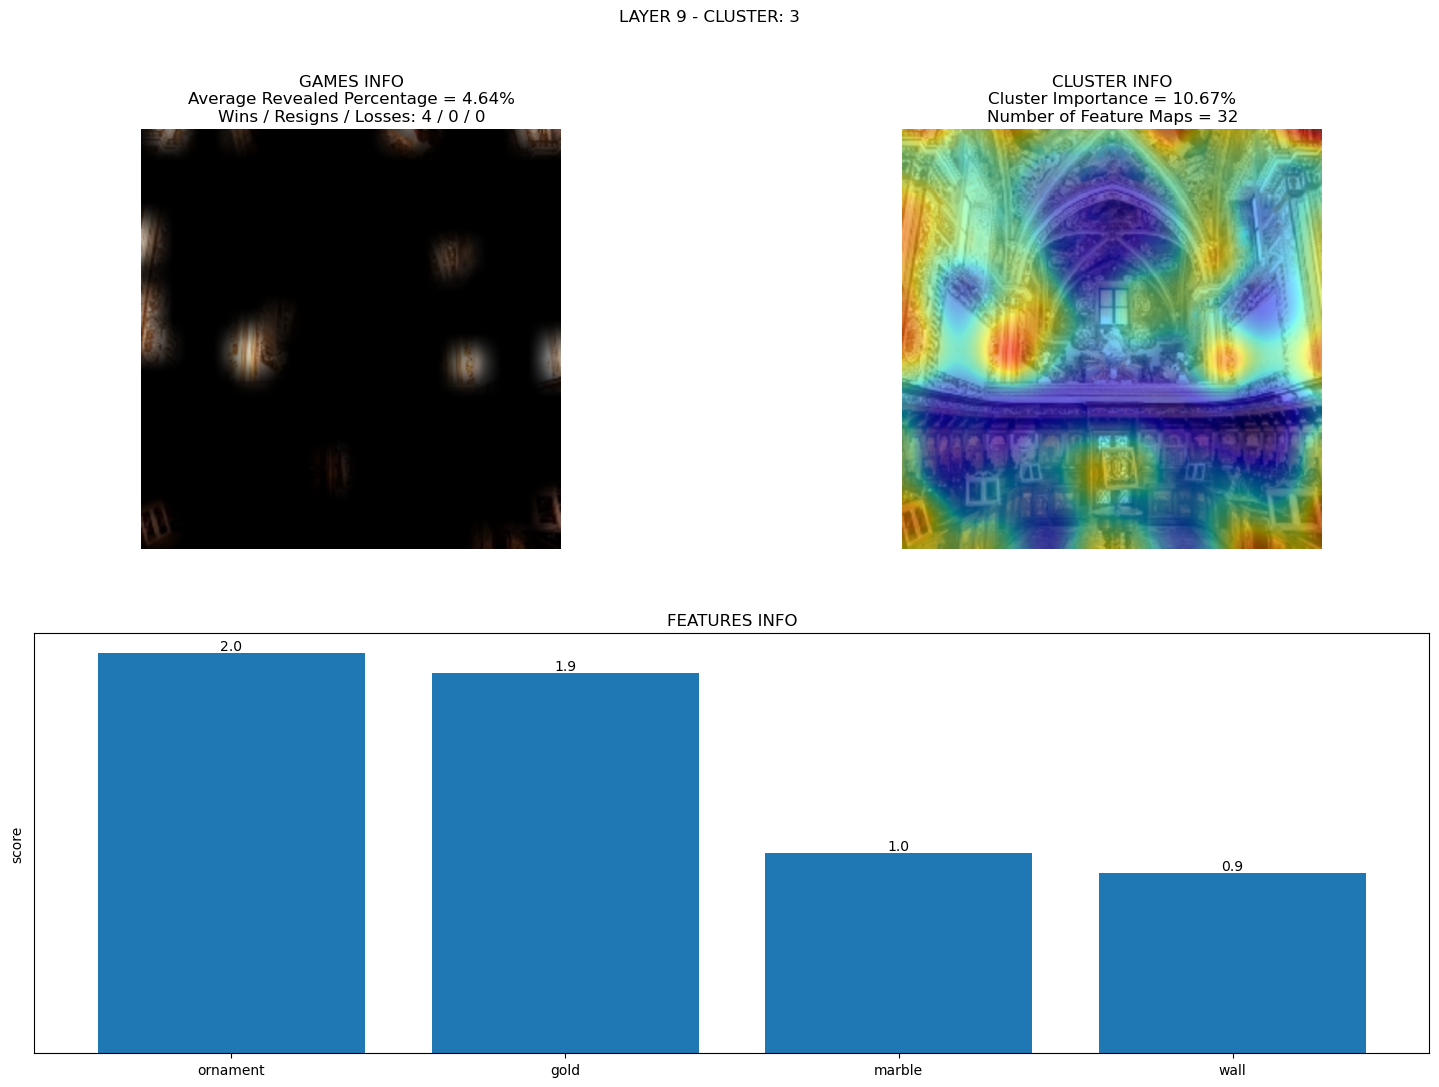 LAYER 9 - CLUSTER: 3
GAMES INFO
Average Revealed Percentage = 4.64%
Wins / Resigns / Losses: 4 / 0 / 0
CLUSTER INFO
Cluster Importance = 10.67%
Number of Feature Maps = 32
FEATURES INFO
score
2.0
1.9
1.0
0.9
ornament
gold
marble
wall